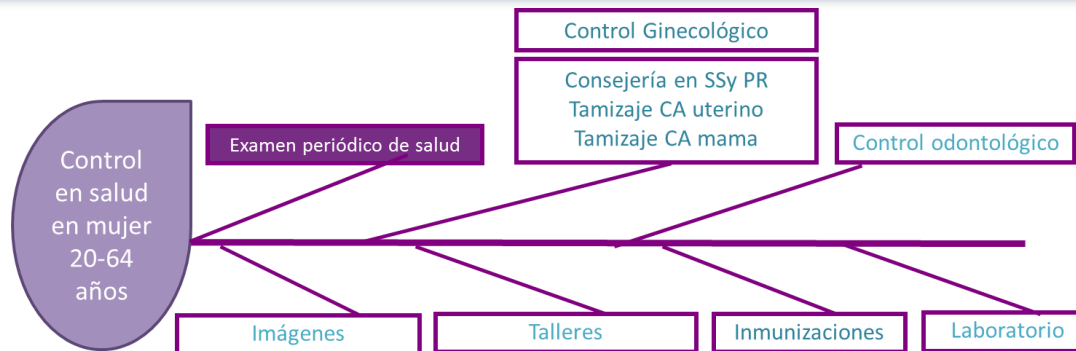 Control Ginecológico
Consejería en SSy PR
Tamizaje CA uterino
Tamizaje CA mama
Examen periódico de salud
Control odontológico
Control
en salud
en mujer
20-64
años
Imágenes
Talleres
Inmunizaciones
Laboratorio